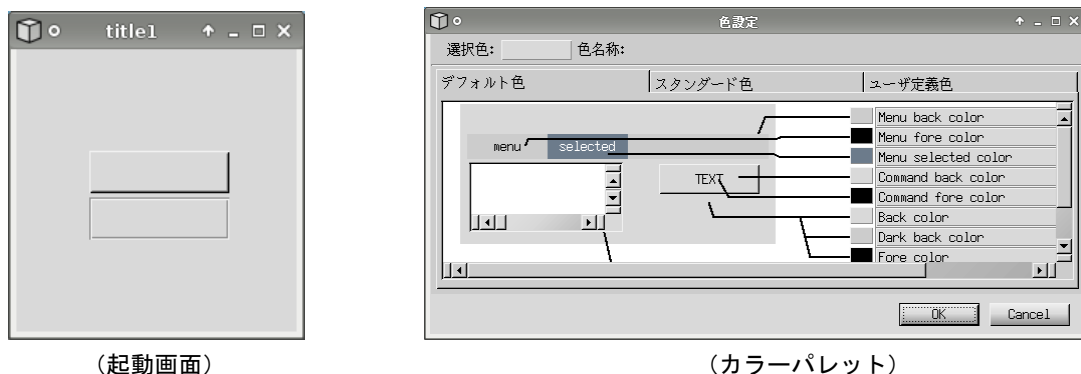 title1
(起動画面)
色設定
選択色:
色名称:
デフォルト色
スタンダード色
ユーザ定義色
menu
selected
TEXT
Menu back color
Menu fore color
Menu selected color
Command back color
Command fore color
Back color
Dark back color
Fore color
OK
Cancel
(カラーパレット)